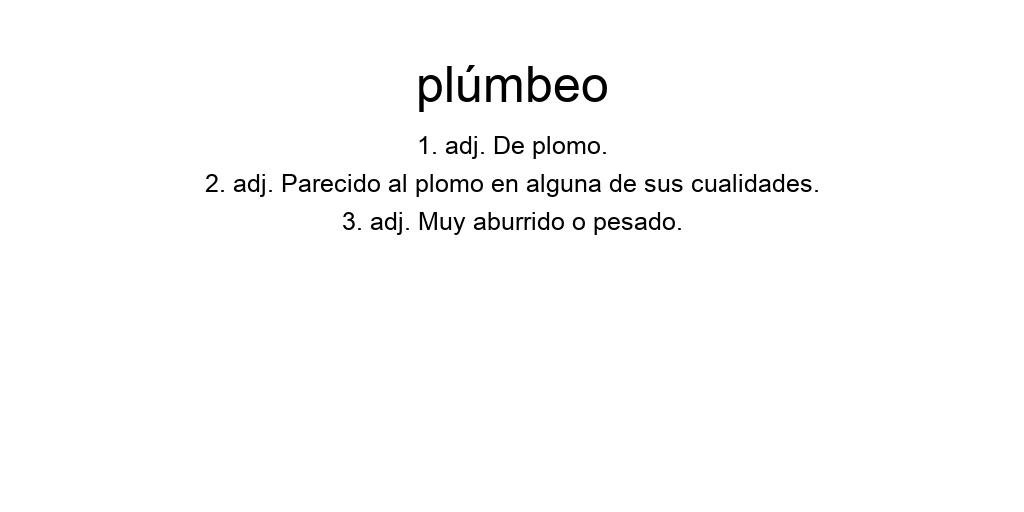 plúmbeo
1. adj. De plomo.
2. adj. Parecido al plomo en alguna de sus cualidades.
3. adj. Muy aburrido o pesado.